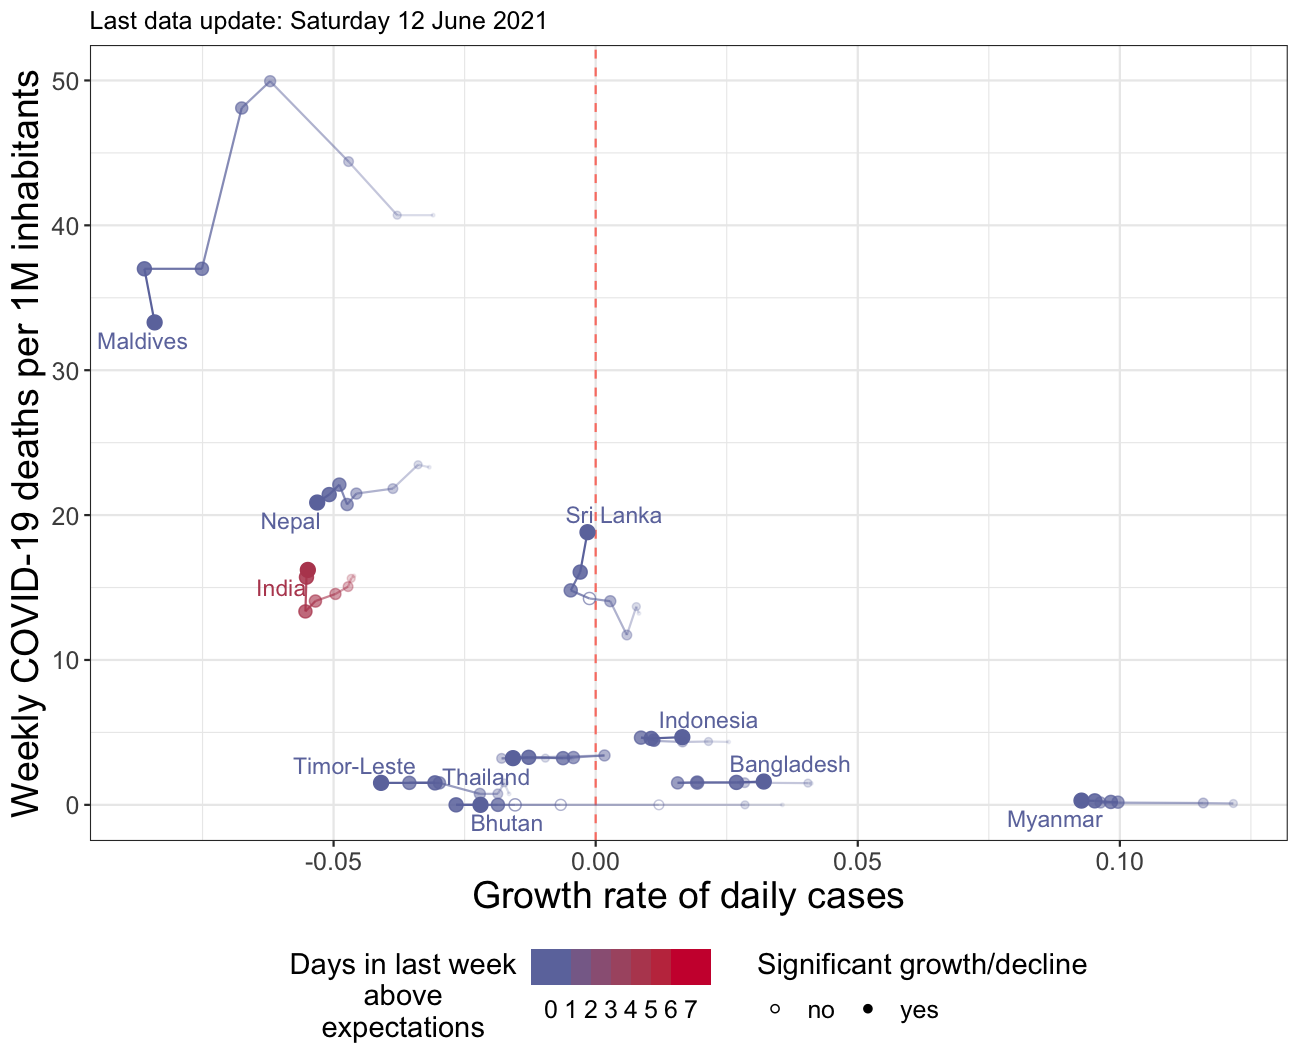 Last data update: Saturday 12 June 2021
Weekly COVID-19 deaths per 1M inhabitants
50
40
30
20
10
0
Maldives
Nepal
Sri Lanka
India
Indonesia
Timor-Leste
Thailand
Bangladesh
Bhutan
Myanmar
-0.05
0.00
0.05
0.10
Growth rate of daily cases
Days in last week
above
expectations
0 1 2 3 4 5 6 7
Significant growth/decline
no
yes